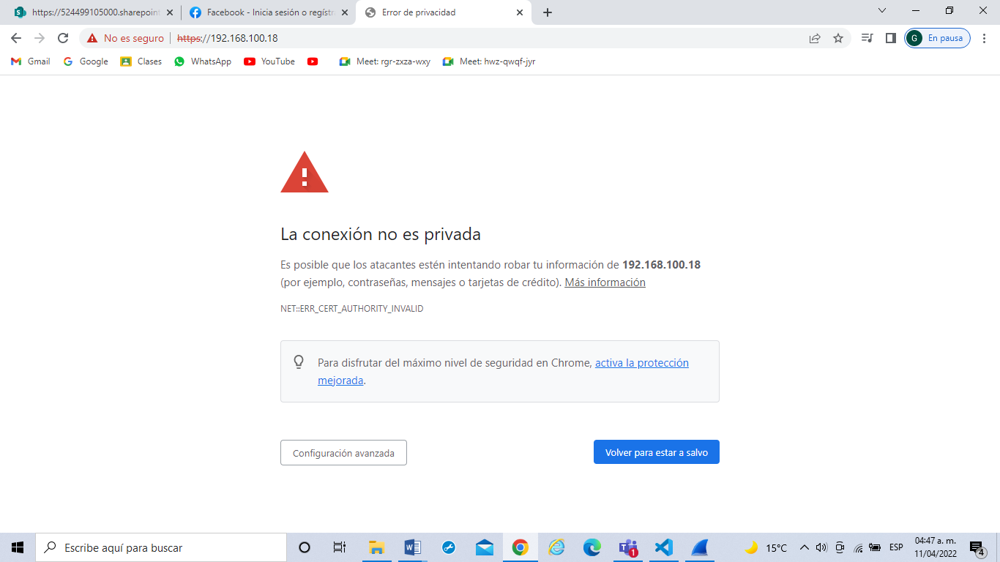 https://524499105000.sharepoint
Facebook - Inicia sesión o regístr
Error de privacidad
No es seguro
https://192.168.100.18
G
En pausa
Gmail
Google
Clases
WhatsApp
YouTube
Meet: rgr-zxza-wxy
Meet: hwz-qwqf-jyr
La conexión no es privada
Es posible que los atacantes estén intentando robar tu información de 192.168.100.18
(por ejemplo, contraseñas, mensajes o tarjetas de crédito). Más información
NET::ERR_CERT_AUTHORITY_INVALID
Para disfrutar del máximo nivel de seguridad en Chrome, activa la protección
mejorada.
Configuración avanzada
Volver para estar a salvo
Escribe aquí para buscar
1
15°C
ESP
04:47 a. m.
11/04/2022
4